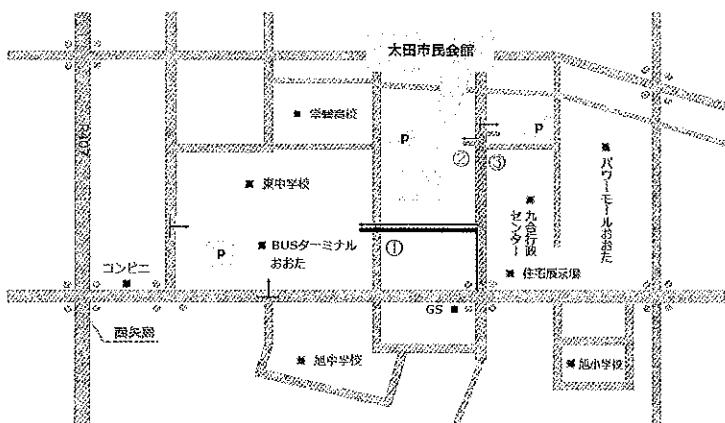 太田市民会館
常磐高校
P
P
②
③
R407
東中学校
九合行政
センター
パワーモールおおた
①
P
BUSターミナル
おおた
コンビニ
住宅展示場
GS
西矢島
旭中学校
旭小学校